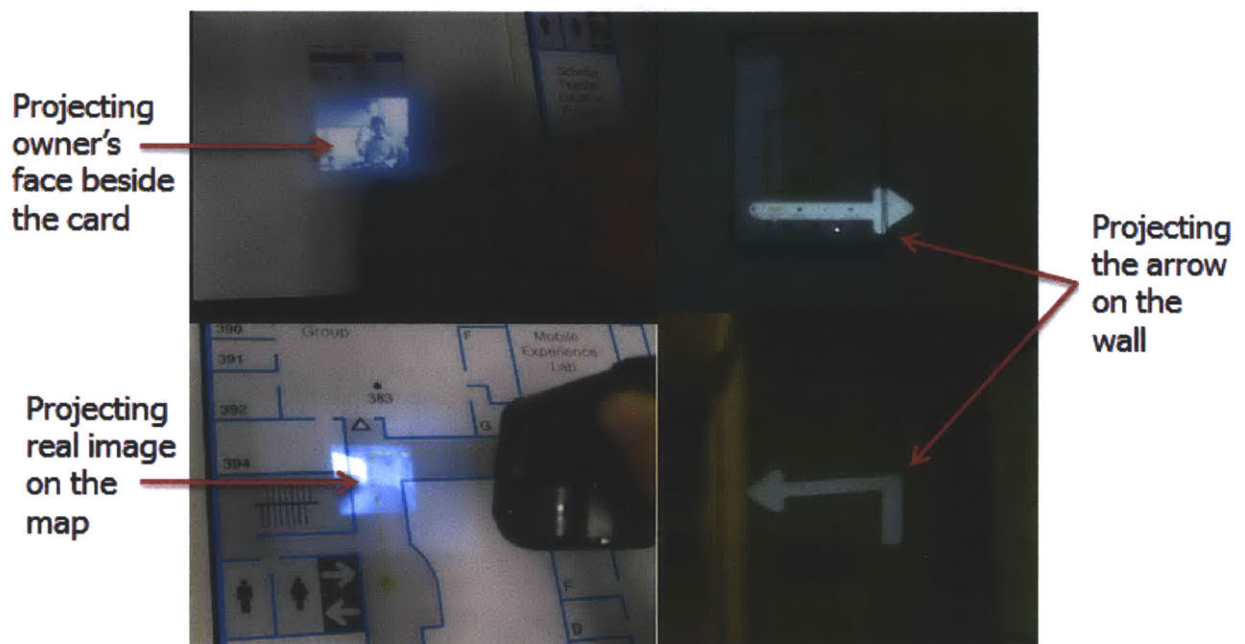 Projecting
owner's
face beside
the card
Projecting
the arrow
on the
wall
Projecting
real image
on the
map
390
Group
F
Mobile
Experience
Lab
391
383
392
G
394
F
D